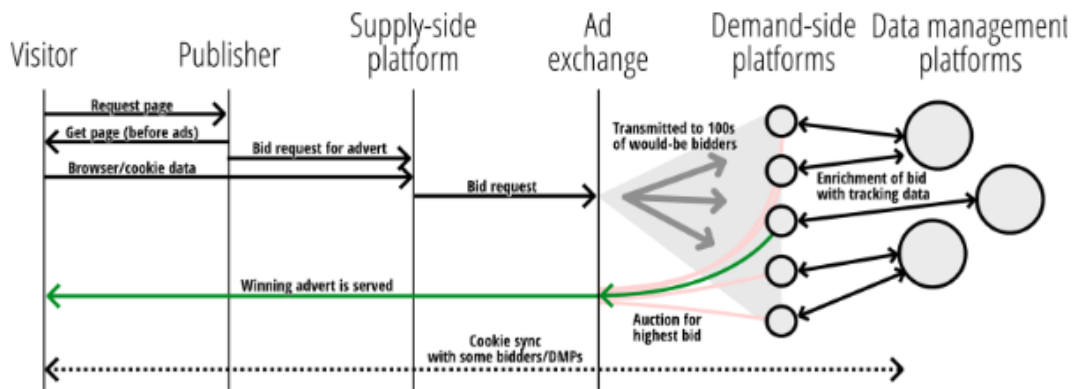 Visitor
Publisher
Supply-side
platform
Ad
exchange
Demand-side
platforms
Data management
platforms
Request page
Get page (before ads)
Bid request for advert
Browser/cookie data
Bid request
Transmitted to 100s
of would-be bidders
Enrichment of bid
with tracking data
Winning advert is served
Auction for
highest bid
Cookie sync
with some bidders/DMPs